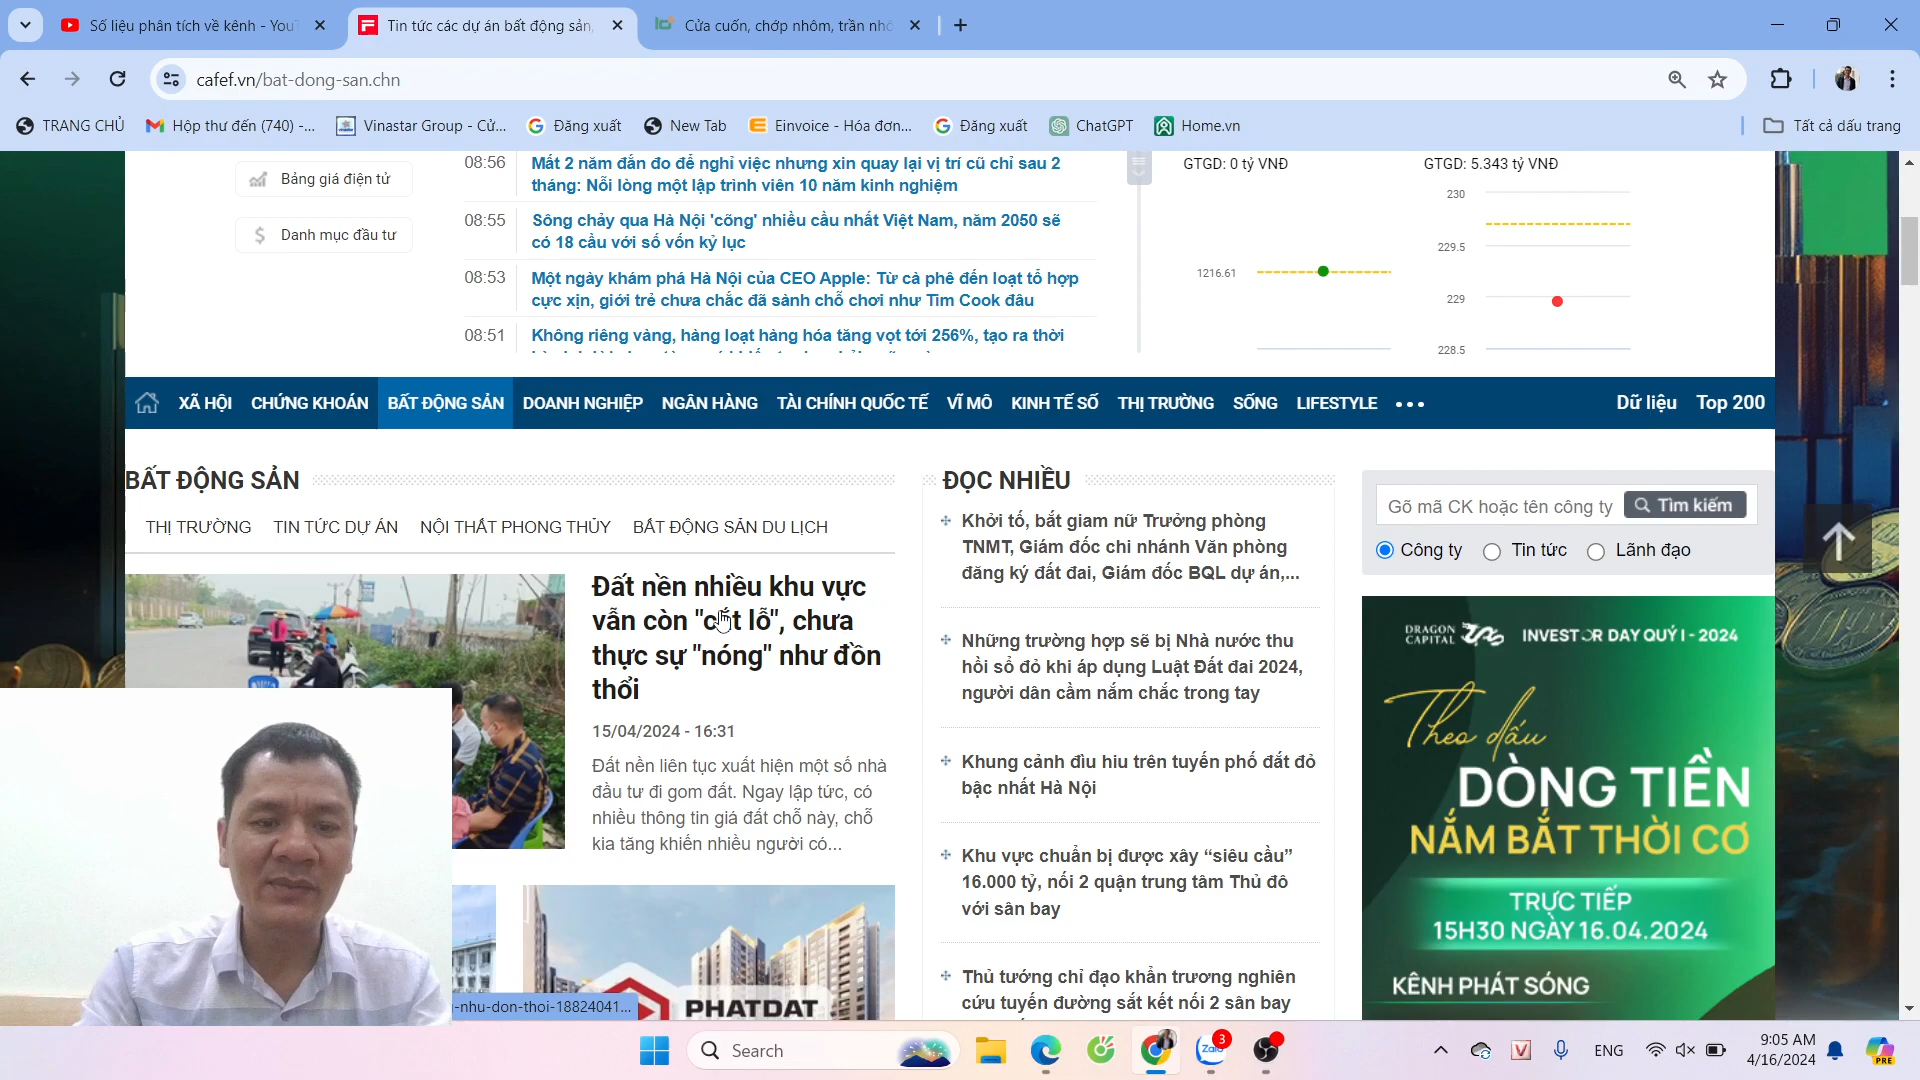 Số liệu phân tích về kênh - You
Tin tức các dự án bất động sản,
Cửa cuốn, chớp nhôm, trần nhô
cafef.vn/bat-dong-san.chn
TRANG CHỦ
Hộp thư đến (740) -...
Vinastar Group - Cử...
Đăng xuất
New Tab
Einvoice - Hóa đơn...
Đăng xuất
ChatGPT
Home.vn
Tất cả dấu trang
Bảng giá điện tử
Danh mục đầu tư
08:56
Mất 2 năm đắn đo để nghỉ việc nhưng xin quay lại vị trí cũ chỉ sau 2
tháng: Nỗi lòng một lập trình viên 10 năm kinh nghiệm
08:55
Sông chảy qua Hà Nội 'cõng' nhiều cầu nhất Việt Nam, năm 2050 sẽ
có 18 cầu với số vốn kỷ lục
08:53
Một ngày khám phá Hà Nội của CEO Apple: Từ cà phê đến loạt tổ hợp
cực xịn, giới trẻ chưa chắc đã sành chỗ chơi như Tim Cook đâu
08:51
Không riêng vàng, hàng loạt hàng hóa tăng vọt tới 256%, tạo ra thời
GTGD: 0 tỷ VNĐ
1216.61
GTGD: 5.343 tỷ VNĐ
230
229.5
229
228.5
XÃ HỘI CHỨNG KHOÁN BẤT ĐỘNG SẢN DOANH NGHIỆP NGÂN HÀNG TÀI CHÍNH QUỐC TẾ VĨ MÔ KINH TẾ SỐ THỊ TRƯỜNG SỐNG LIFESTYLE ••• Dữ liệu Top 200
BẤT ĐỘNG SẢN
THỊ TRƯỜNG TIN TỨC DỰ ÁN NỘI THẤT PHONG THỦY BẤT ĐỘNG SẢN DU LỊCH
Đất nền nhiều khu vực
vẫn còn "cắt lỗ", chưa
thực sự "nóng" như đồn
thổi
15/04/2024 - 16:31
Đất nền liên tục xuất hiện một số nhà
đầu tư đi gom đất. Ngay lập tức, có
nhiều thông tin giá đất chỗ này, chỗ
kia tăng khiến nhiều người có...
PHATDAT
ĐỌC NHIỀU
Khởi tố, bắt giam nữ Trưởng phòng
TNMT, Giám đốc chi nhánh Văn phòng
đăng ký đất đai, Giám đốc BQL dự án,...
Những trường hợp sẽ bị Nhà nước thu
hồi sổ đỏ khi áp dụng Luật Đất đai 2024,
người dân cầm nắm chắc trong tay
Khung cảnh đìu hiu trên tuyến phố đắt đỏ
bậc nhất Hà Nội
Khu vực chuẩn bị được xây “siêu cầu”
16.000 tỷ, nối 2 quận trung tâm Thủ đô
với sân bay
Thủ tướng chỉ đạo khẩn trương nghiên
cứu tuyến đường sắt kết nối 2 sân bay
Gõ mã CK hoặc tên công ty
Tìm kiếm
Công ty Tin tức Lãnh đạo
DRAGON
CAPITAL
INVESTOR DAY QUÝ I - 2024
Theo dấu
DÒNG TIỀN
NẮM BẮT THỜI CƠ
TRỰC TIẾP
15H30 NGÀY 16.04.2024
KÊNH PHÁT SÓNG
-nhu-don-thoi-18824041...
Search
Zalo
3
ENG
9:05 AM
4/16/2024
PRE